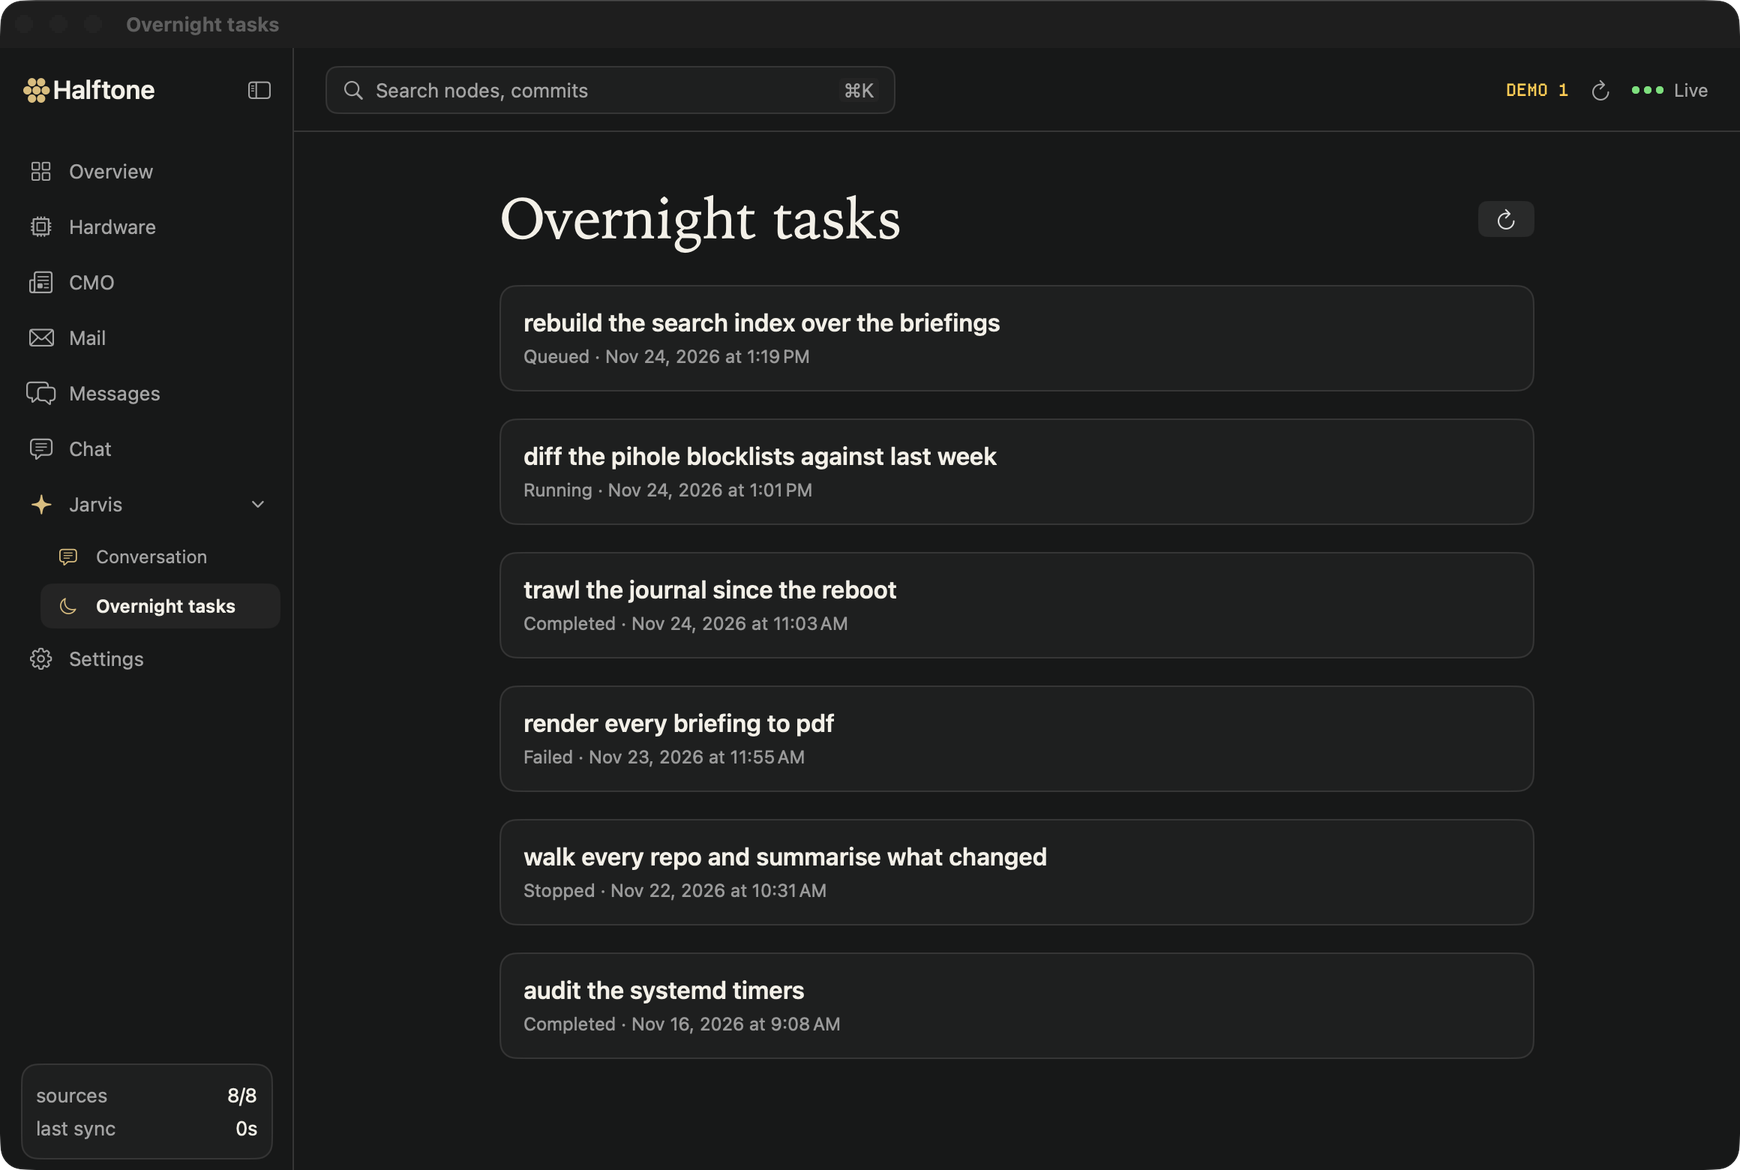 Overnight tasks
Halftone
Search nodes, commits ⌘K
DEMO 1
Live
Overview
Hardware
CMO
Mail
Messages
Chat
Jarvis
Conversation
Overnight tasks
Settings
sources 8/8
last sync 0s
Overnight tasks
rebuild the search index over the briefings
Queued · Nov 24, 2026 at 1:19 PM
diff the pihole blocklists against last week
Running · Nov 24, 2026 at 1:01 PM
trawl the journal since the reboot
Completed · Nov 24, 2026 at 11:03 AM
render every briefing to pdf
Failed · Nov 23, 2026 at 11:55 AM
walk every repo and summarise what changed
Stopped · Nov 22, 2026 at 10:31 AM
audit the systemd timers
Completed · Nov 16, 2026 at 9:08 AM